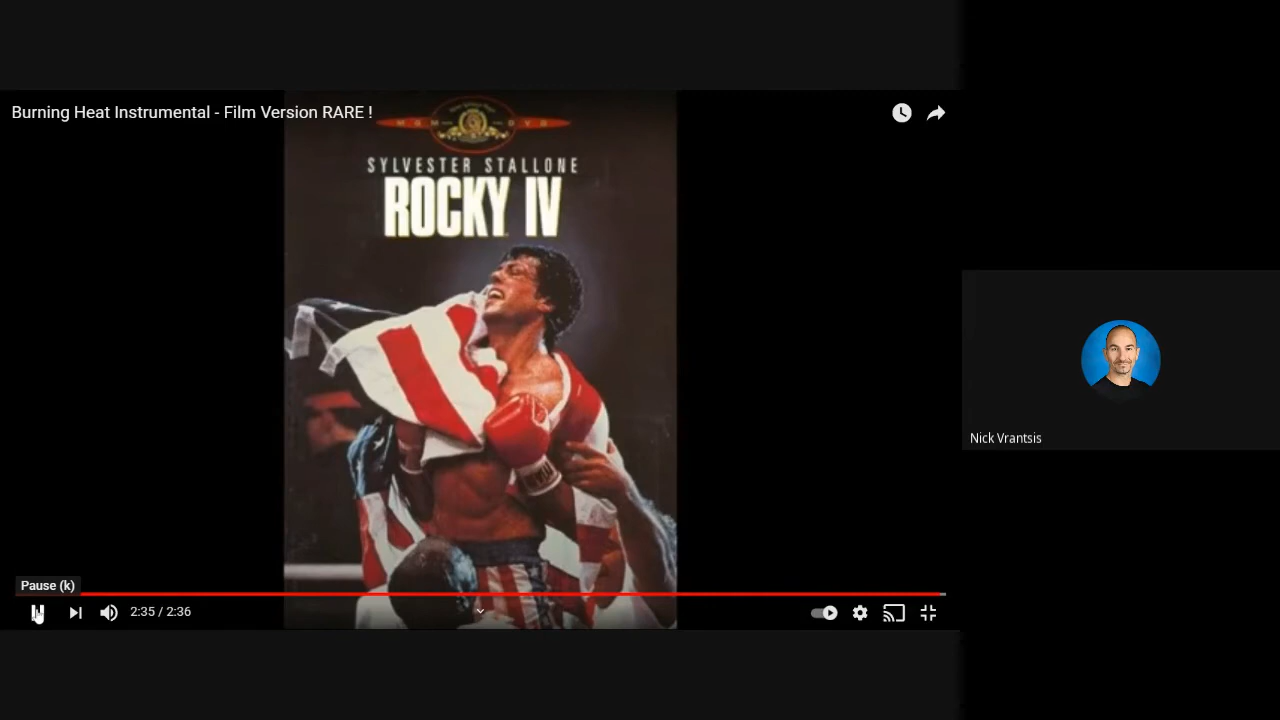 Burning Heat Instrumental - Film Version RARE !
SYLVESTER STALLONE
ROCKY IV
Nick Vrantsis
Pause (k)
2:35 / 2:36